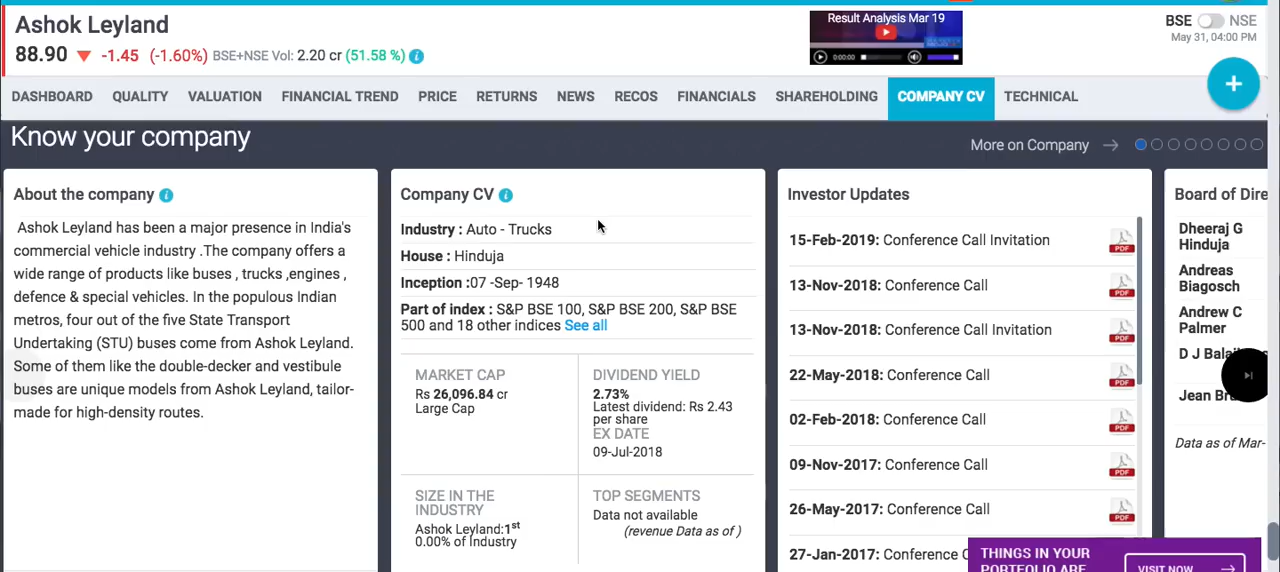 Ashok Leyland
88.90 ▼ -1.45 (-1.60%) BSE+NSE Vol: 2.20 cr (51.58 %)
Result Analysis Mar 19
0:00:00
BSE NSE
May 31, 04:00 PM
DASHBOARD QUALITY VALUATION FINANCIAL TREND PRICE RETURNS NEWS RECOS FINANCIALS SHAREHOLDING COMPANY CV TECHNICAL
Know your company
More on Company →
About the company
Ashok Leyland has been a major presence in India's
commercial vehicle industry .The company offers a
wide range of products like buses , trucks ,engines ,
defence & special vehicles. In the populous Indian
metros, four out of the five State Transport
Undertaking (STU) buses come from Ashok Leyland.
Some of them like the double-decker and vestibule
buses are unique models from Ashok Leyland, tailor-
made for high-density routes.
Company CV
Industry : Auto - Trucks
House : Hinduja
Inception :07 -Sep- 1948
Part of index : S&P BSE 100, S&P BSE 200, S&P BSE
500 and 18 other indices See all
MARKET CAP
Rs 26,096.84 cr
Large Cap
DIVIDEND YIELD
2.73%
Latest dividend: Rs 2.43
per share
EX DATE
09-Jul-2018
SIZE IN THE
INDUSTRY
Ashok Leyland:1st
0.00% of Industry
TOP SEGMENTS
Data not available
(revenue Data as of )
Investor Updates
15-Feb-2019: Conference Call Invitation PDF
13-Nov-2018: Conference Call PDF
13-Nov-2018: Conference Call Invitation PDF
22-May-2018: Conference Call PDF
02-Feb-2018: Conference Call PDF
09-Nov-2017: Conference Call PDF
26-May-2017: Conference Call PDF
27-Jan-2017: Conference
Board of Dire
Dheeraj G
Hinduja
Andreas
Biagosch
Andrew C
Palmer
D J
Jean
Data as of Mar-
THINGS IN YOUR
PORTFOLIO ARE
VISIT NOW →